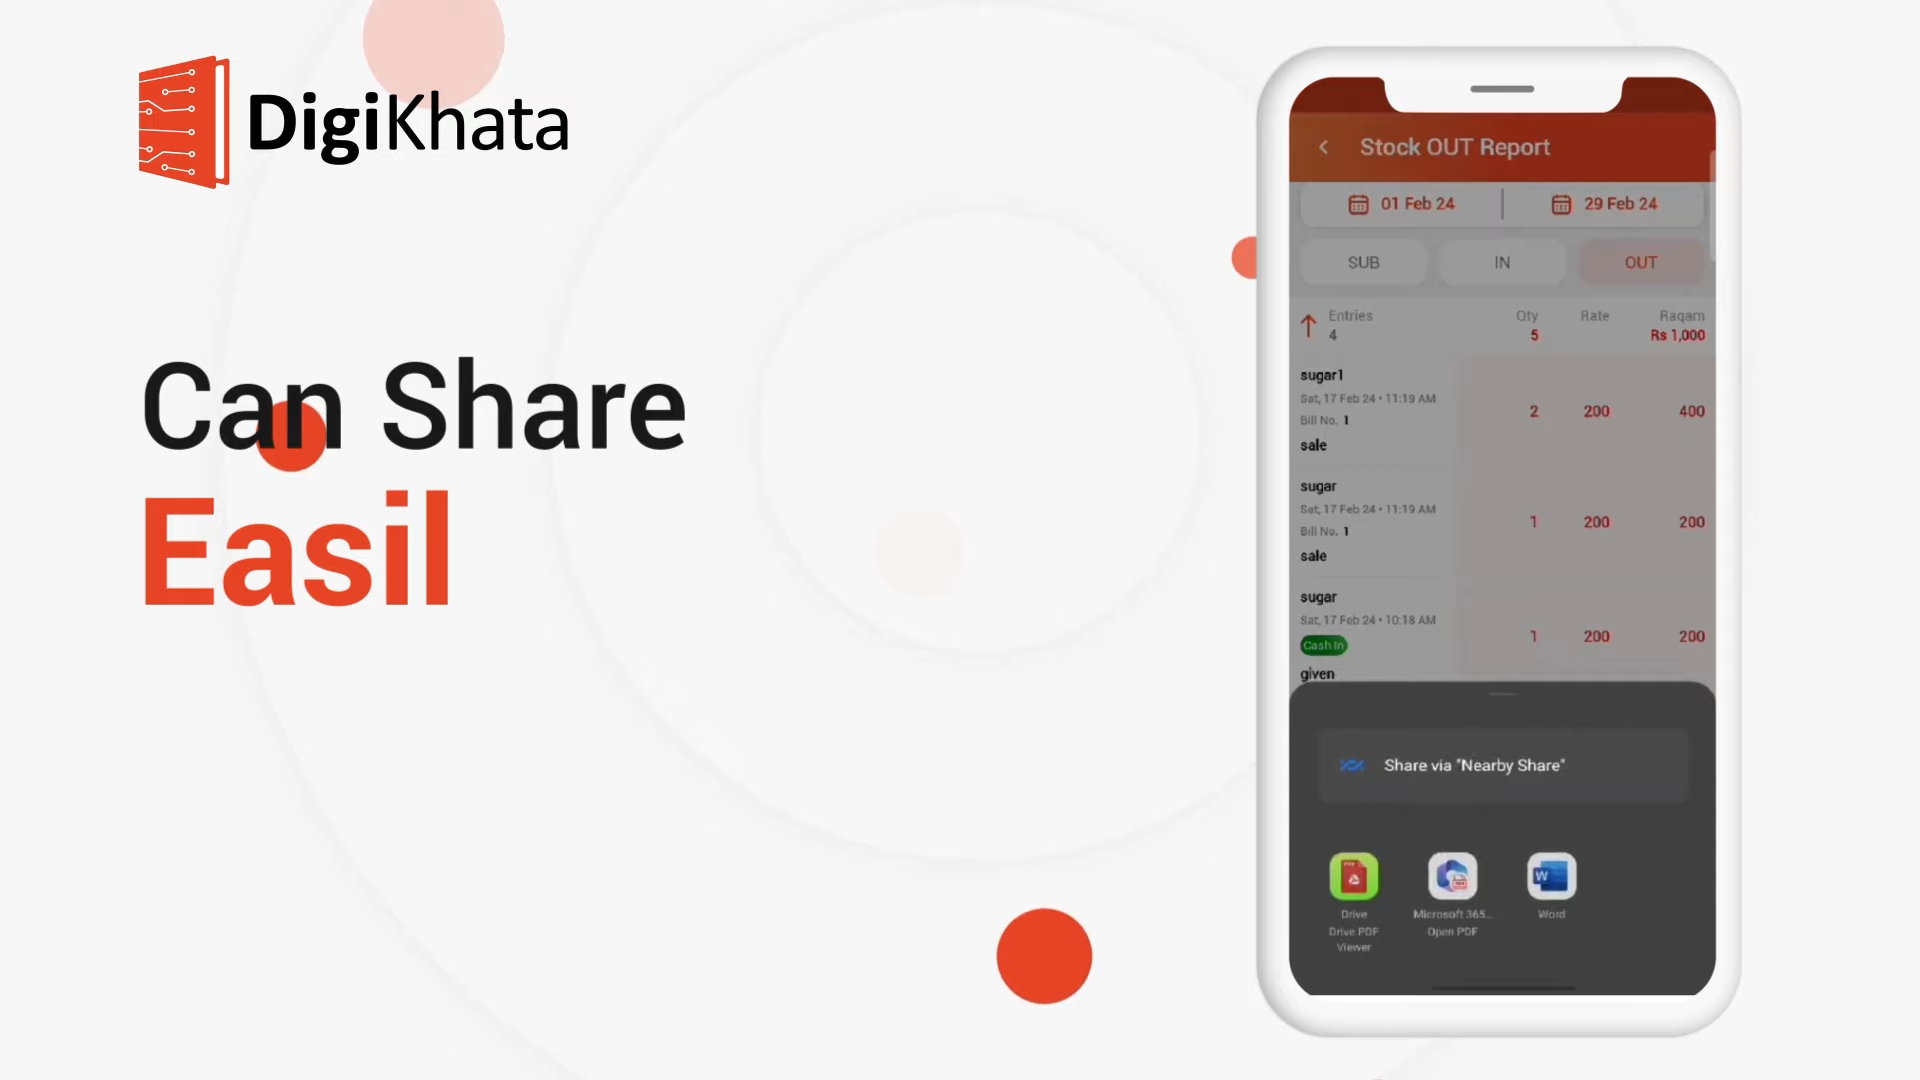 DigiKhata
Can Share
Easil
Stock OUT Report
01 Feb 24
29 Feb 24
SUB
IN
OUT
Entries
Qty
Rate
Raqam
4
5
Rs 1,000
sugar1
Sat, 17 Feb 24 • 11:19 AM
2
200
400
Bill No. 1
sale
sugar
Sat, 17 Feb 24 • 11:19 AM
1
200
200
Bill No. 1
sale
sugar
Sat, 17 Feb 24 • 10:18 AM
1
200
200
Cash In
given
Share via "Nearby Share"
Drive
Drive PDF
Viewer
Microsoft 365...
Open PDF
Word
PDF
W